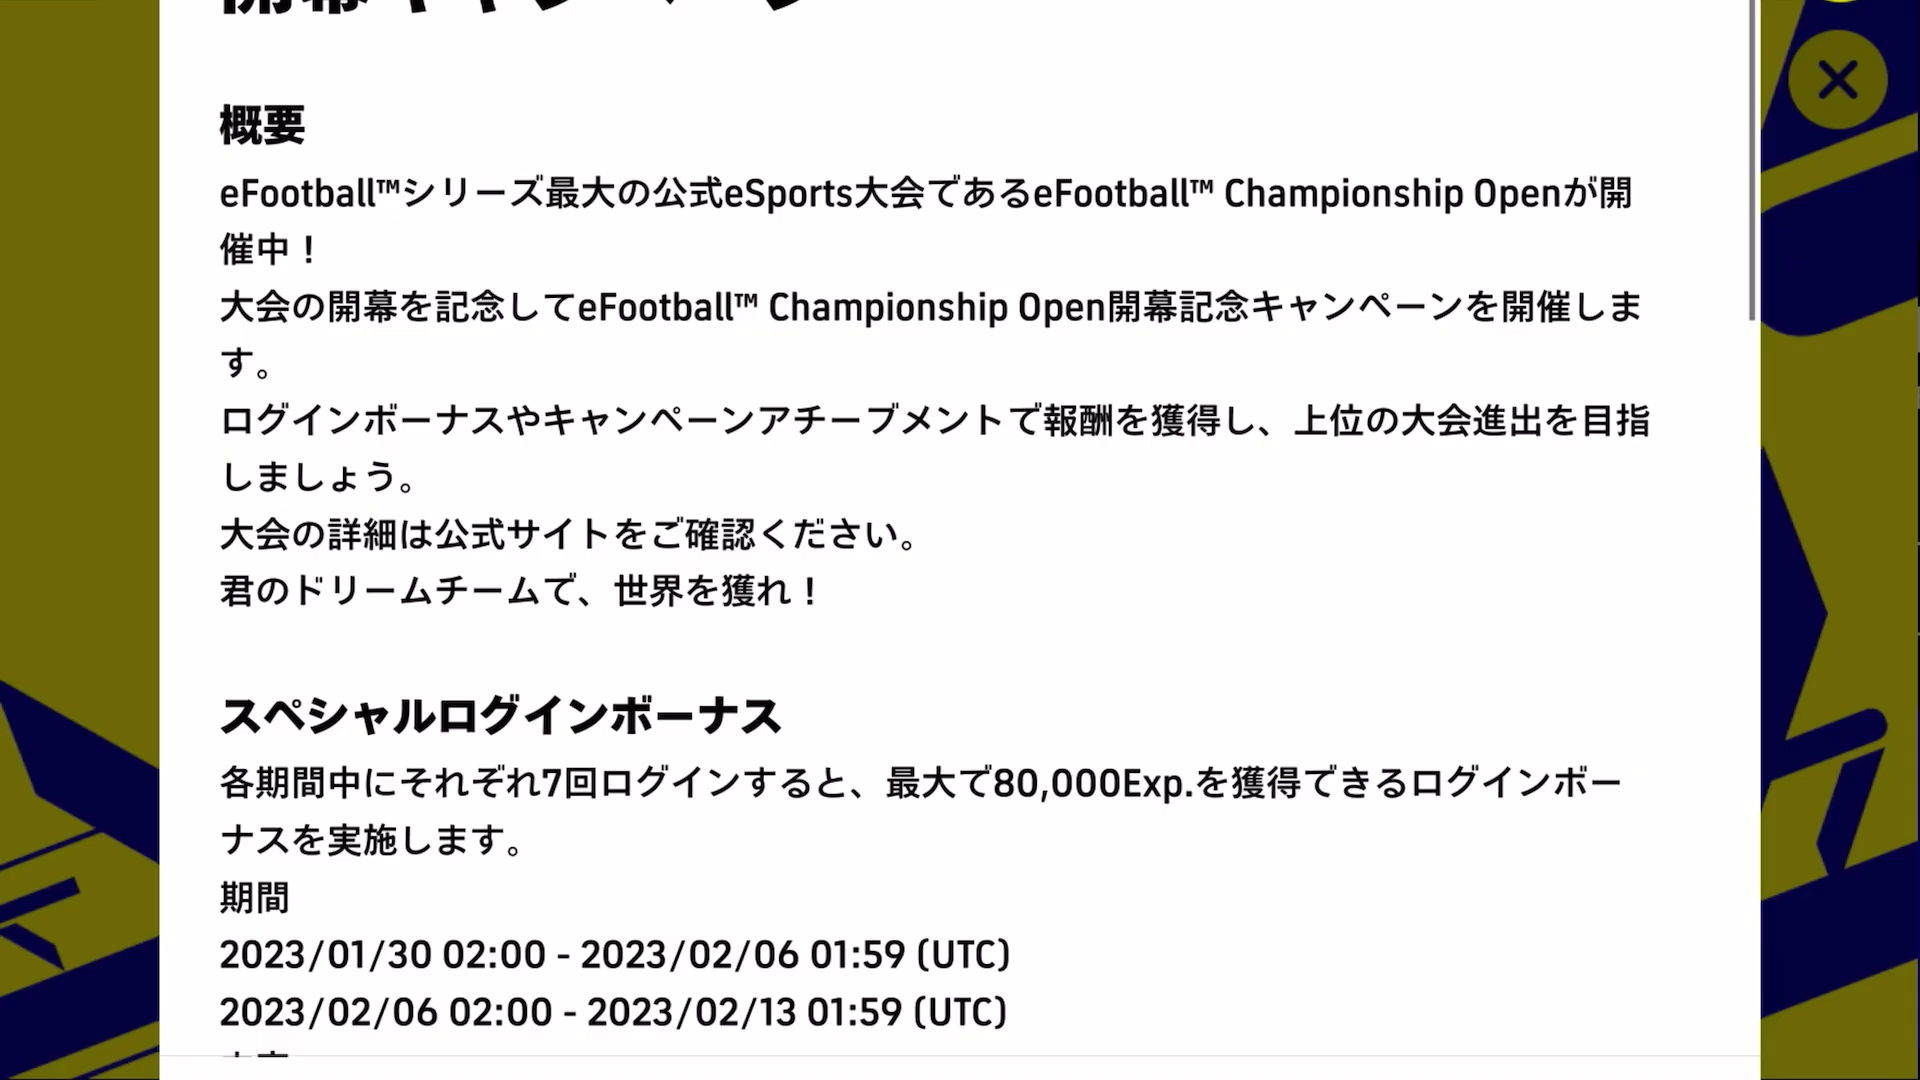 概要
eFootball™シリーズ最大の公式eSports大会であるeFootball™ Championship Openが開
催中！
大会の開幕を記念してeFootball™ Championship Open開幕記念キャンペーンを開催しま
す。
ログインボーナスやキャンペーンアチーブメントで報酬を獲得し、上位の大会進出を目指
しましょう。
大会の詳細は公式サイトをご確認ください。
君のドリームチームで、世界を獲れ！
スペシャルログインボーナス
各期間中にそれぞれ7回ログインすると、最大で80,000Exp.を獲得できるログインボー
ナスを実施します。
期間
2023/01/30 02:00 - 2023/02/06 01:59 (UTC)
2023/02/06 02:00 - 2023/02/13 01:59 (UTC)